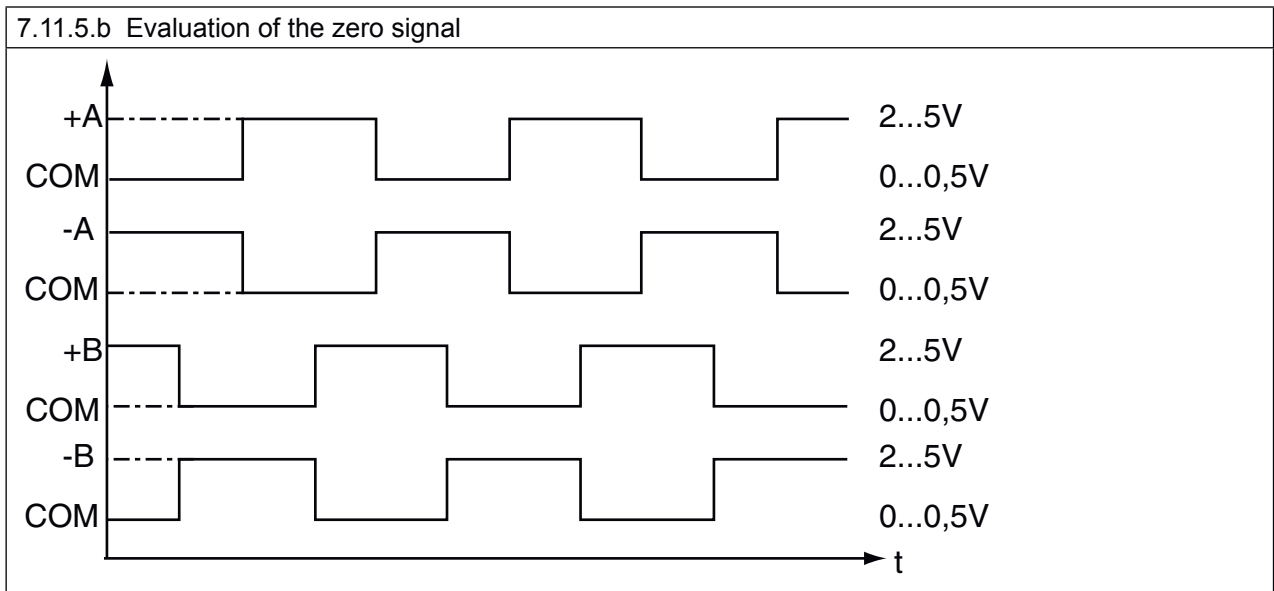 7.11.5.b Evaluation of the zero signal
+A 2...5V
COM 0...0,5V
-A 2...5V
COM 0...0,5V
+B 2...5V
COM 0...0,5V
-B 2...5V
COM 0...0,5V
t